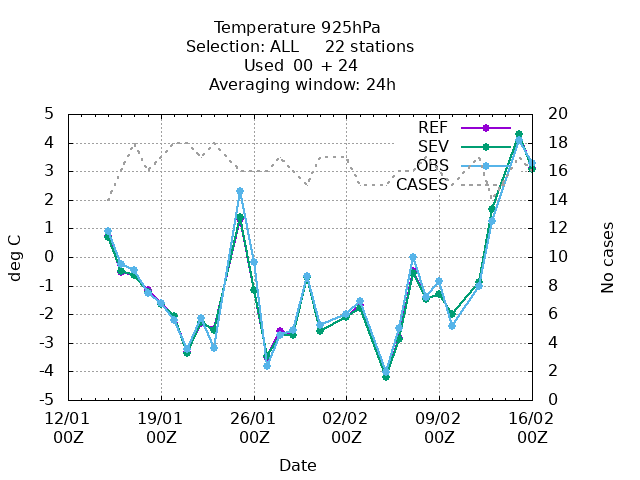 Temperature 925hPa
Selection: ALL 22 stations
Used 00 + 24
Averaging window: 24h
5 20
4 REF 18
3 SEV 16
2 OBS 14
1 CASES 12
0 10
-1 8
-2 6
-3 4
-4 2
-5 0
deg C
No cases
12/01 19/01 26/01 02/02 09/02 16/02
00Z 00Z 00Z 00Z 00Z 00Z
Date